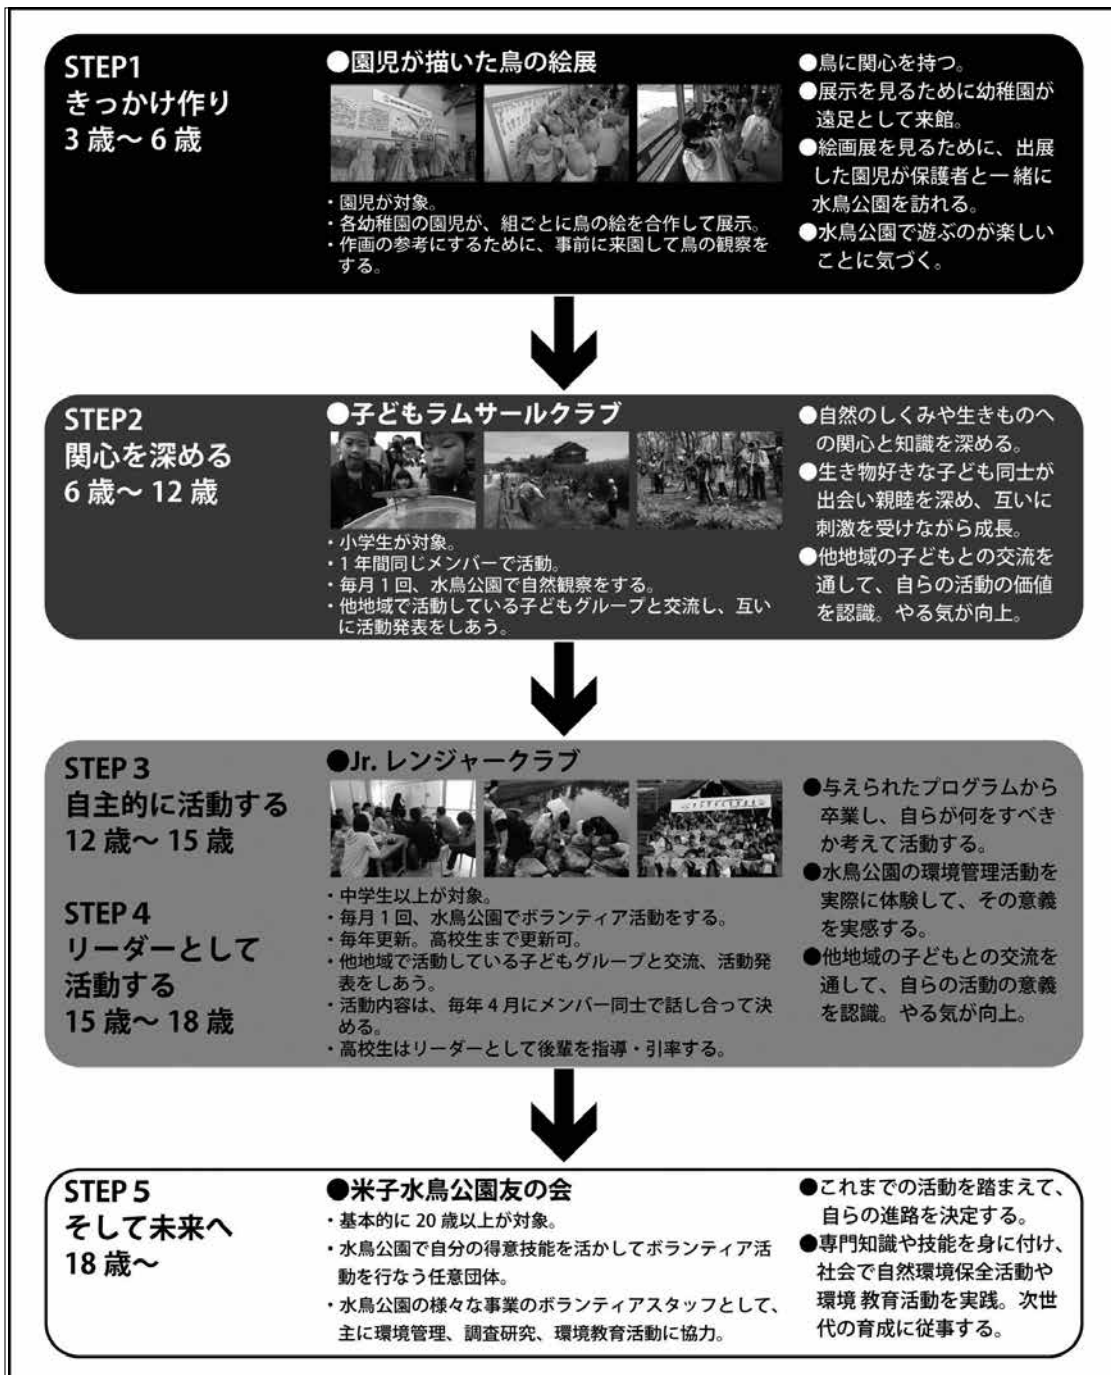 STEP1
きっかけ作り
3 歳～ 6 歳
●園児が描いた鳥の絵展
・園児が対象。
・各幼稚園の園児が、組ごとに鳥の絵を合作して展示。
・作画の参考にするために、事前に来園して鳥の観察を
する。
●鳥に関心を持つ。
●展示を見るために幼稚園が
遠足として来館。
●絵画展を見るために、出展
した園児が保護者と一緒に
水鳥公園を訪れる。
●水鳥公園で遊ぶのが楽しい
ことに気づく。
STEP2
関心を深める
6 歳～ 12 歳
●子どもラムサールクラブ
・小学生が対象。
・1 年間同じメンバーで活動。
・毎月 1 回、水鳥公園で自然観察をする。
・他地域で活動している子どもグループと交流し、互い
に活動発表をしあう。
●自然のしくみや生きものへ
の関心と知識を深める。
●生き物好きな子ども同士が
出会い親睦を深め、互いに
刺激を受けながら成長。
●他地域の子どもとの交流を
通して、自らの活動の価値
を認識。やる気が向上。
STEP 3
自主的に活動する
12 歳～ 15 歳
STEP 4
リーダーとして
活動する
15 歳～ 18 歳
●Jr. レンジャークラブ
・中学生以上が対象。
・毎月 1 回、水鳥公園でボランティア活動をする。
・毎年更新。高校生まで更新可。
・他地域で活動している子どもグループと交流、活動発
表をしあう。
・活動内容は、毎年 4 月にメンバー同士で話し合って決
める。
・高校生はリーダーとして後輩を指導・引率する。
●与えられたプログラムから
卒業し、自らが何をすべき
か考えて活動する。
●水鳥公園の環境管理活動を
実際に体験して、その意義
を実感する。
●他地域の子どもとの交流を
通して、自らの活動の意義
を認識。やる気が向上。
STEP 5
そして未来へ
18 歳～
●米子水鳥公園友の会
・基本的に 20 歳以上が対象。
・水鳥公園で自分の得意技能を活かしてボランティア活
動を行なう任意団体。
・水鳥公園の様々な事業のボランティアスタッフとして、
主に環境管理、調査研究、環境教育活動に協力。
●これまでの活動を踏まえて、
自らの進路を決定する。
●専門知識や技能を身に付け、
社会で自然環境保全活動や
環境 教育活動を実践。次世
代の育成に従事する。